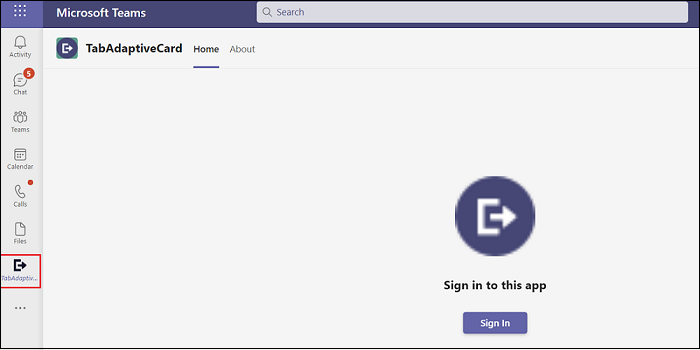 Microsoft Teams
Search
TabAdaptiveCard
Home
About
Activity
5
Chat
Teams
Calendar
Calls
Files
TabAdaptiv...
Sign in to this app
Sign In